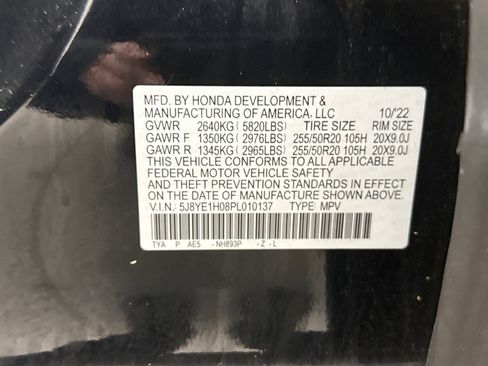 MFD. BY HONDA DEVELOPMENT &
MANUFACTURING OF AMERICA, LLC 10/'22
GVWR 2640KG ( 5820LBS) TIRE SIZE RIM SIZE
GAWR F 1350KG ( 2976LBS) 255/50R20 105H 20X9.0J
GAWR R 1345KG ( 2965LBS) 255/50R20 105H 20X9.0J
THIS VEHICLE CONFORMS TO ALL APPLICABLE
FEDERAL MOTOR VEHICLE SAFETY
AND THEFT PREVENTION STANDARDS IN EFFECT
ON THE DATE OF MANUFACTURE SHOWN ABOVE.
V.I.N.: 5J8YE1H08PL010137 TYPE: MPV
TYA P AE5 - NH893P - Z - L